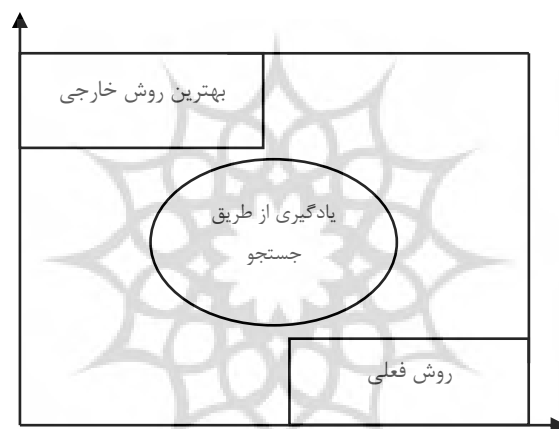 بهترین روش خارجی
یادگیری از طریق
جستجو
روش فعلی